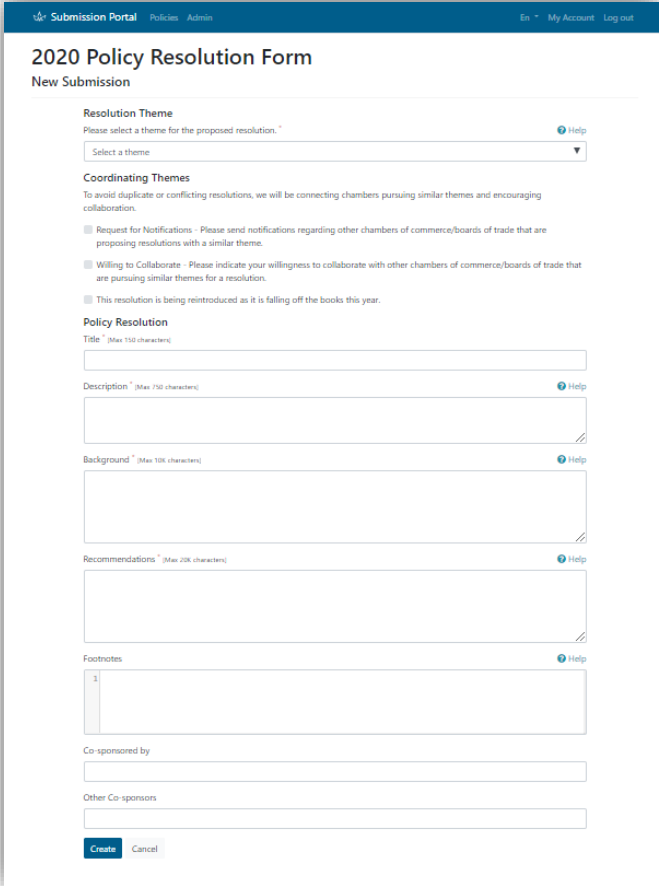 Submission Portal Policies Admin En My Account Log out
2020 Policy Resolution Form
New Submission
Resolution Theme
Please select a theme for the proposed resolution. *
Help
Select a theme
Coordinating Themes
To avoid duplicate or conflicting resolutions, we will be connecting chambers pursuing similar themes and encouraging
collaboration.
Request for Notifications - Please send notifications regarding other chambers of commerce/boards of trade that are
proposing resolutions with a similar theme.
Willing to Collaborate - Please indicate your willingness to collaborate with other chambers of commerce/boards of trade that
are pursuing similar themes for a resolution.
This resolution is being reintroduced as it is falling off the books this year.
Policy Resolution
Title * [Max 150 characters]
Description * [Max 750 characters]
Help
Background * [Max 10K characters]
Help
Recommendations * [Max 20K characters]
Help
Footnotes
Help
1
Co-sponsored by
Other Co-sponsors
Create Cancel